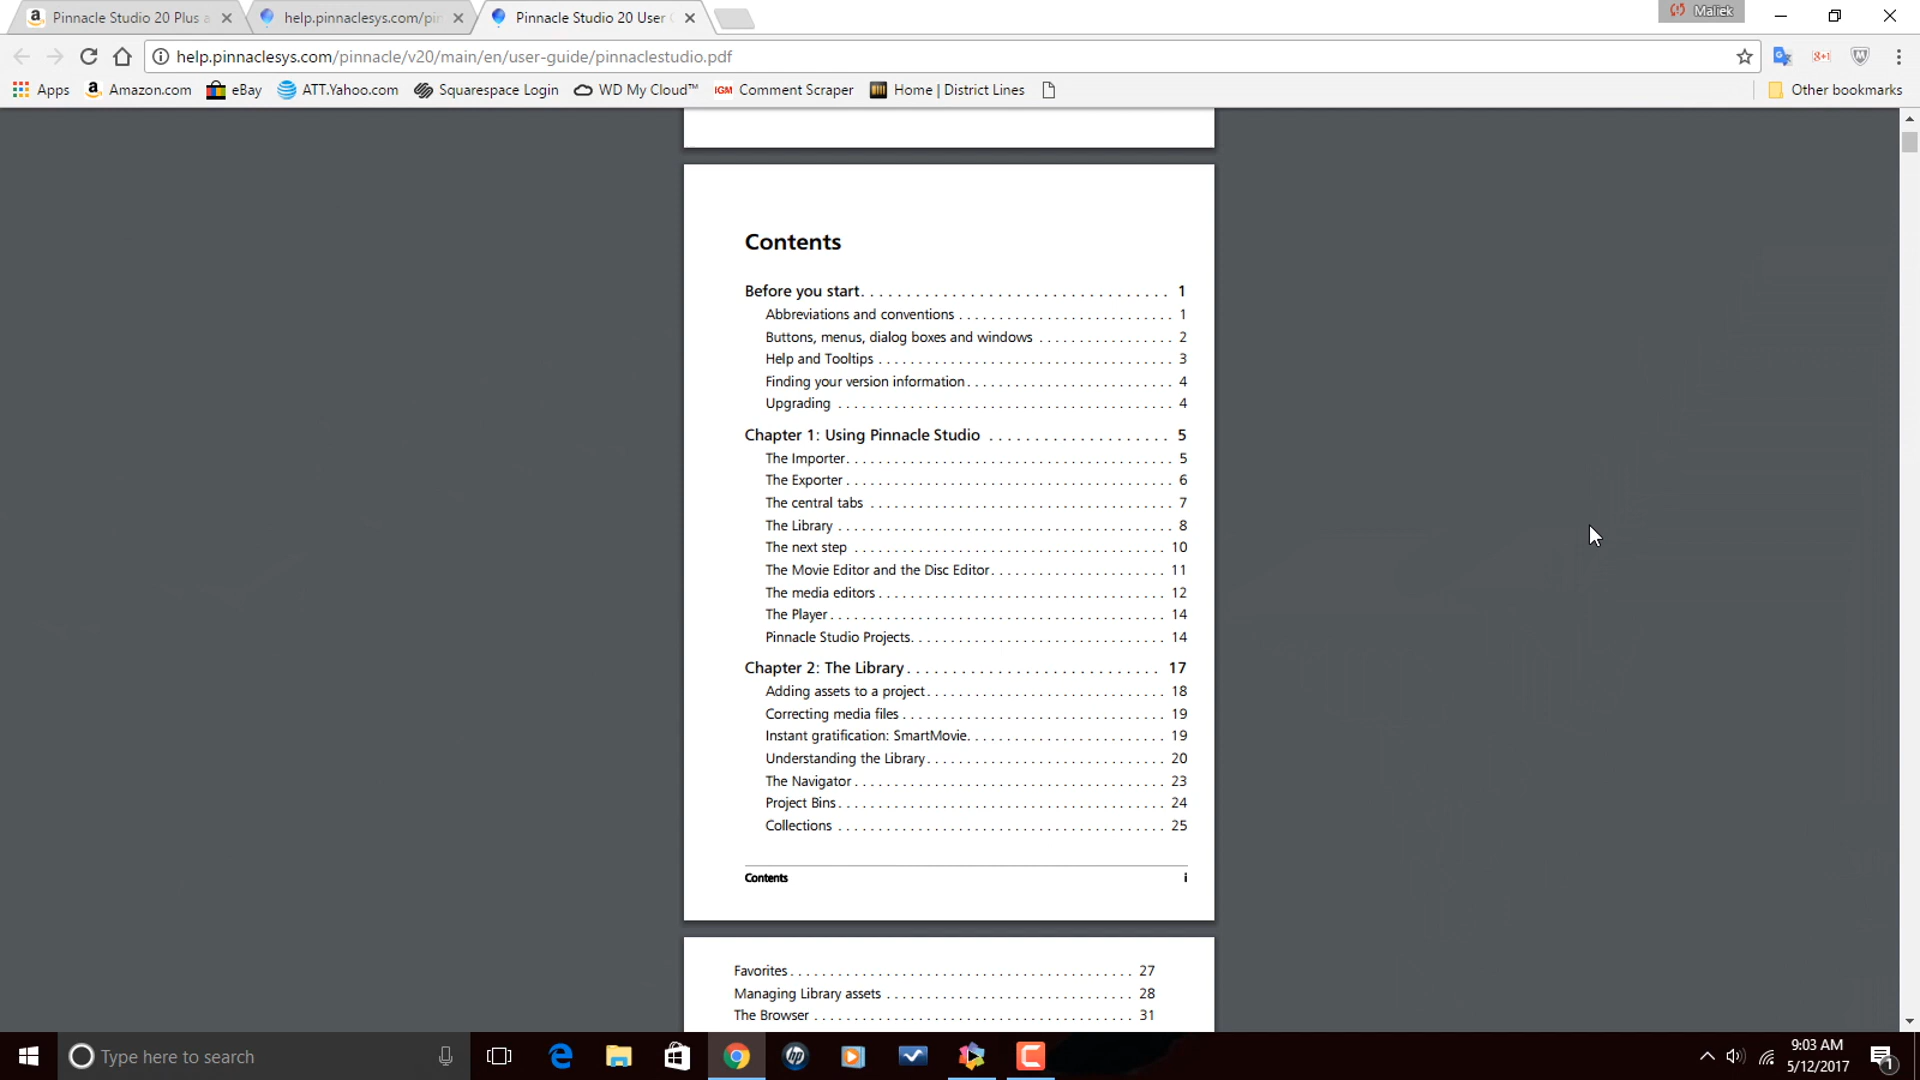 Pinnacle Studio 20 Plus a
help.pinnaclesys.com/pin
Pinnacle Studio 20 User G
Maliek
help.pinnaclesys.com/pinnacle/v20/main/en/user-guide/pinnaclestudio.pdf
Apps
Amazon.com
eBay
ATT.Yahoo.com
Squarespace Login
WD My Cloud™
IGM Comment Scraper
Home | District Lines
Other bookmarks
Contents
Before you start. . . . . . . . . . . . . . . . . . . . . . . . . . . . . . . . 1
Abbreviations and conventions . . . . . . . . . . . . . . . . . . . . . . . . . . . 1
Buttons, menus, dialog boxes and windows . . . . . . . . . . . . . . . . . 2
Help and Tooltips . . . . . . . . . . . . . . . . . . . . . . . . . . . . . . . . . . . . . 3
Finding your version information. . . . . . . . . . . . . . . . . . . . . . . . . . 4
Upgrading . . . . . . . . . . . . . . . . . . . . . . . . . . . . . . . . . . . . . . . . . . 4
Chapter 1: Using Pinnacle Studio . . . . . . . . . . . . . . . . . . 5
The Importer. . . . . . . . . . . . . . . . . . . . . . . . . . . . . . . . . . . . . . . . . 5
The Exporter . . . . . . . . . . . . . . . . . . . . . . . . . . . . . . . . . . . . . . . . . 6
The central tabs . . . . . . . . . . . . . . . . . . . . . . . . . . . . . . . . . . . . . . 7
The Library . . . . . . . . . . . . . . . . . . . . . . . . . . . . . . . . . . . . . . . . . . 8
The next step . . . . . . . . . . . . . . . . . . . . . . . . . . . . . . . . . . . . . . . 10
The Movie Editor and the Disc Editor. . . . . . . . . . . . . . . . . . . . . . 11
The media editors . . . . . . . . . . . . . . . . . . . . . . . . . . . . . . . . . . . . 12
The Player . . . . . . . . . . . . . . . . . . . . . . . . . . . . . . . . . . . . . . . . . . 14
Pinnacle Studio Projects. . . . . . . . . . . . . . . . . . . . . . . . . . . . . . . . 14
Chapter 2: The Library . . . . . . . . . . . . . . . . . . . . . . . . . . 17
Adding assets to a project. . . . . . . . . . . . . . . . . . . . . . . . . . . . . . 18
Correcting media files . . . . . . . . . . . . . . . . . . . . . . . . . . . . . . . . . 19
Instant gratification: SmartMovie. . . . . . . . . . . . . . . . . . . . . . . . . 19
Understanding the Library. . . . . . . . . . . . . . . . . . . . . . . . . . . . . . 20
The Navigator . . . . . . . . . . . . . . . . . . . . . . . . . . . . . . . . . . . . . . . 23
Project Bins . . . . . . . . . . . . . . . . . . . . . . . . . . . . . . . . . . . . . . . . . 24
Collections . . . . . . . . . . . . . . . . . . . . . . . . . . . . . . . . . . . . . . . . . 25
Contents i
Favorites . . . . . . . . . . . . . . . . . . . . . . . . . . . . . . . . . . . . . . . . . . . 27
Managing Library assets . . . . . . . . . . . . . . . . . . . . . . . . . . . . . . . 28
The Browser . . . . . . . . . . . . . . . . . . . . . . . . . . . . . . . . . . . . . . . . 31
Type here to search
9:03 AM
5/12/2017
1